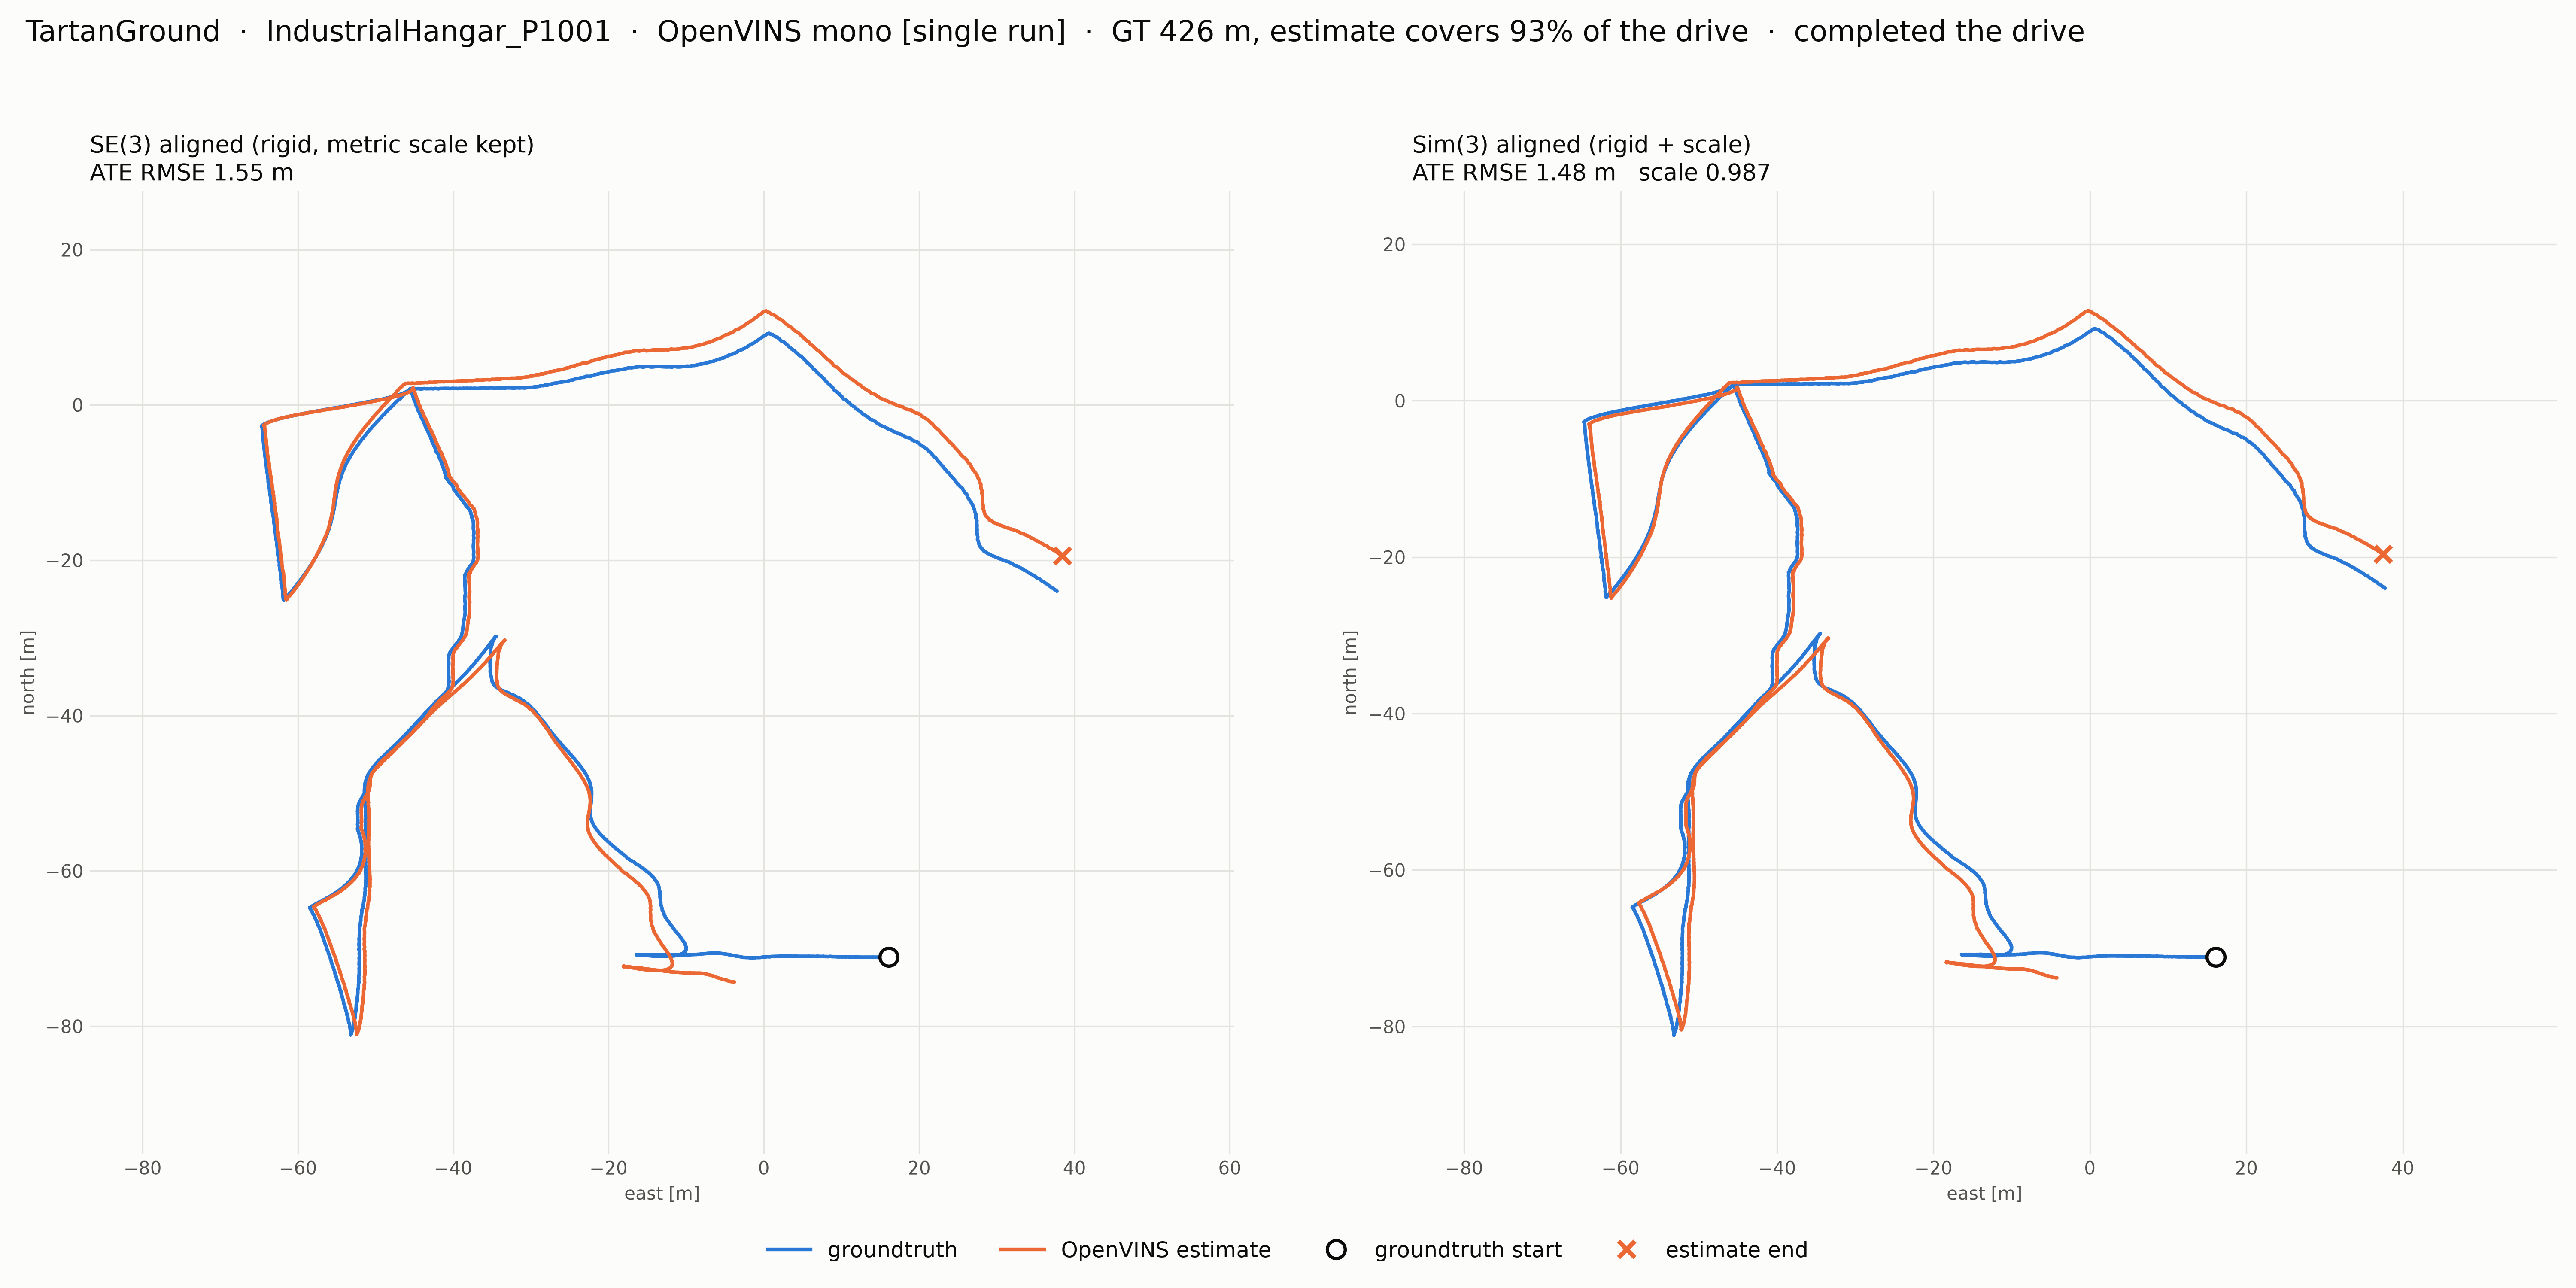 TartanGround · IndustrialHangar_P1001 · OpenVINS mono [single run] · GT 426 m, estimate covers 93% of the drive · completed the drive
SE(3) aligned (rigid, metric scale kept)
ATE RMSE 1.55 m
20
0
−20
−40
−60
−80
north [m]
−80 −60 −40 −20 0 20 40 60
east [m]
Sim(3) aligned (rigid + scale)
ATE RMSE 1.48 m scale 0.987
20
0
−20
−40
−60
−80
north [m]
−80 −60 −40 −20 0 20 40
east [m]
groundtruth OpenVINS estimate groundtruth start estimate end